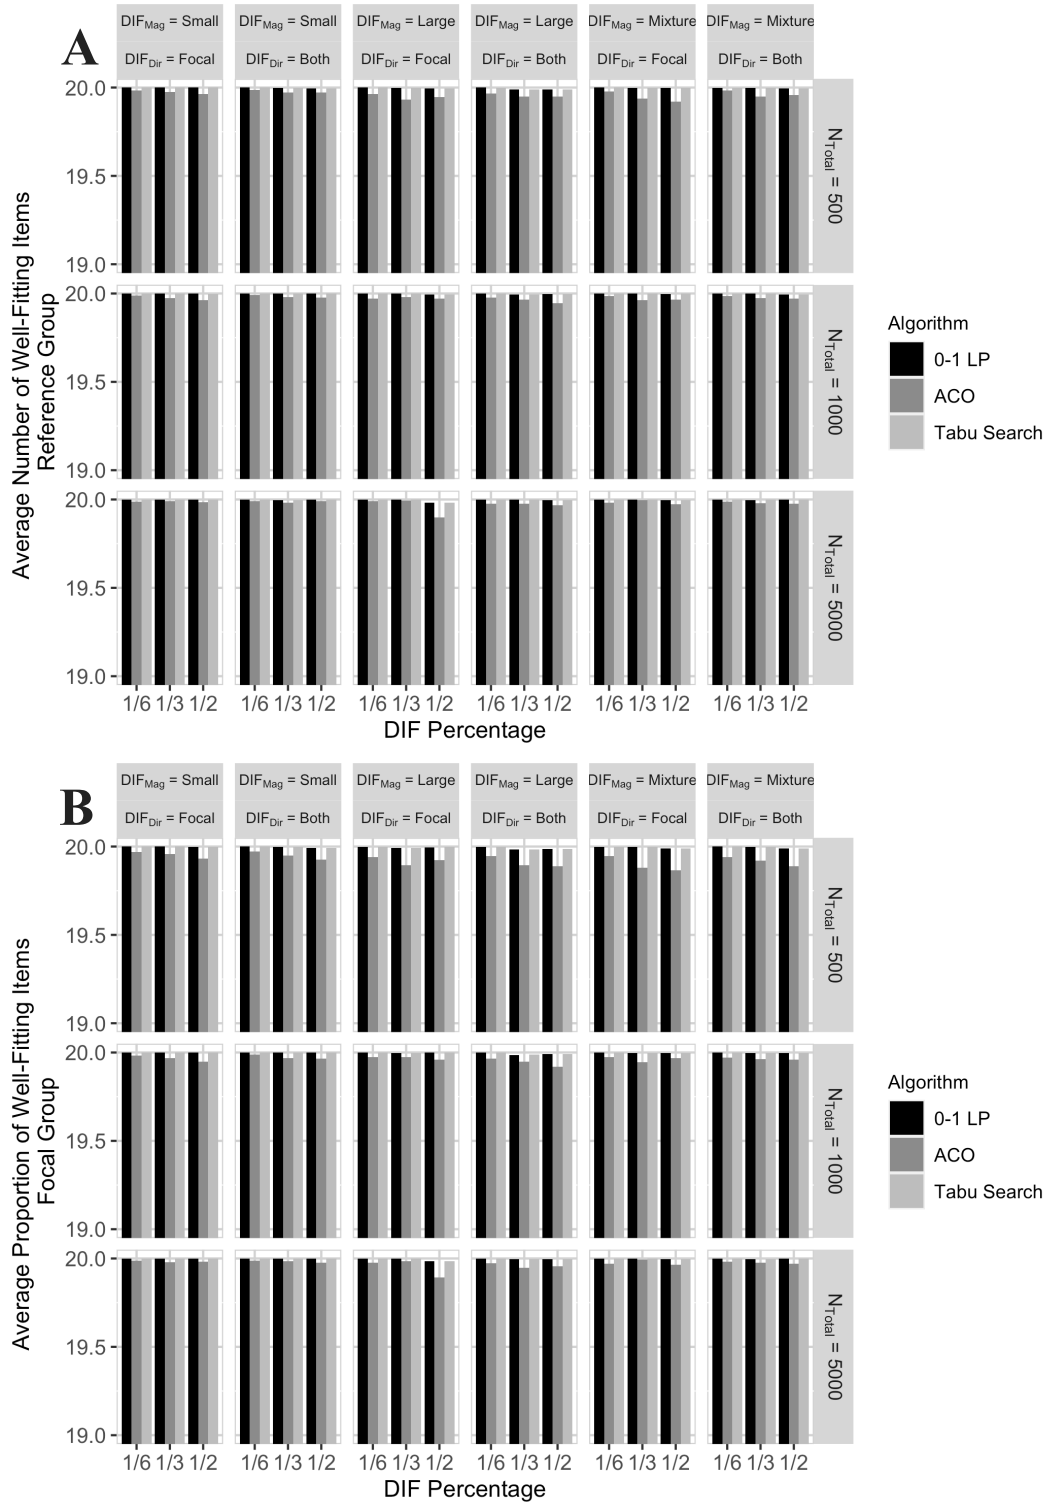 A
DIFMag = Small DIFMag = Small DIFMag = Large DIFMag = Large DIFMag = Mixture DIFMag = Mixture
DIFDir = Focal DIFDir = Both DIFDir = Focal DIFDir = Both DIFDir = Focal DIFDir = Both
20.0
19.5
19.0
NTotal = 500
20.0
19.5
19.0
NTotal = 1000
20.0
19.5
19.0
NTotal = 5000
Average Number of Well-Fitting Items
Reference Group
1/6 1/3 1/2 1/6 1/3 1/2 1/6 1/3 1/2 1/6 1/3 1/2 1/6 1/3 1/2 1/6 1/3 1/2
DIF Percentage
Algorithm
0-1 LP
ACO
Tabu Search
B
DIFMag = Small DIFMag = Small DIFMag = Large DIFMag = Large DIFMag = Mixture DIFMag = Mixture
DIFDir = Focal DIFDir = Both DIFDir = Focal DIFDir = Both DIFDir = Focal DIFDir = Both
20.0
19.5
19.0
NTotal = 500
20.0
19.5
19.0
NTotal = 1000
20.0
19.5
19.0
NTotal = 5000
Average Proportion of Well-Fitting Items
Focal Group
1/6 1/3 1/2 1/6 1/3 1/2 1/6 1/3 1/2 1/6 1/3 1/2 1/6 1/3 1/2 1/6 1/3 1/2
DIF Percentage
Algorithm
0-1 LP
ACO
Tabu Search